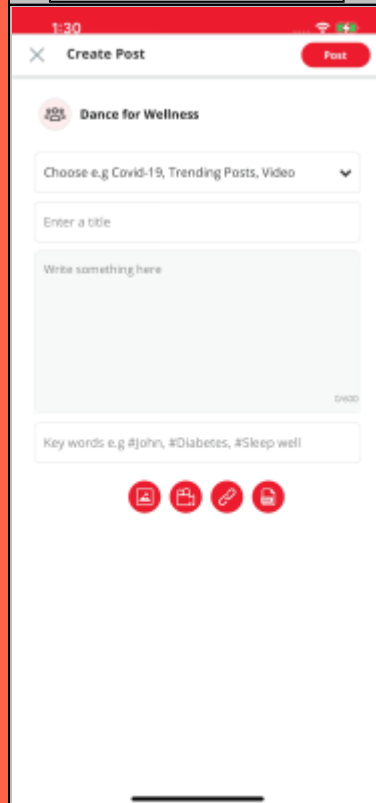 1:30
Create Post
Post
Dance for Wellness
Choose e.g Covid-19, Trending Posts, Video
Enter a title
Write something here
Key words e.g #John, #Diabetes, #Sleep well